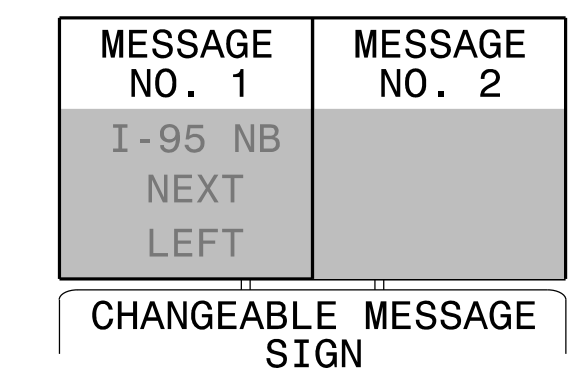 MESSAGE NO. 1
MESSAGE NO. 2
I-95 NB
NEXT
LEFT
CHANGEABLE MESSAGE
SIGN